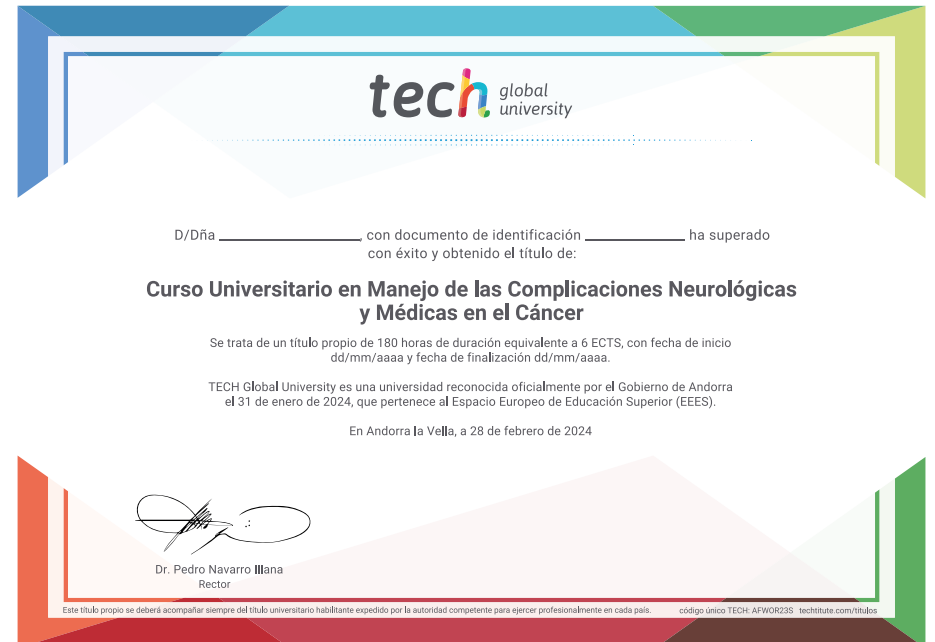 tech global university
D/Dña ____________________, con documento de identificación ______________ ha superado
con éxito y obtenido el título de:
Curso Universitario en Manejo de las Complicaciones Neurológicas
y Médicas en el Cáncer
Se trata de un título propio de 180 horas de duración equivalente a 6 ECTS, con fecha de inicio
dd/mm/aaaa y fecha de finalización dd/mm/aaaa.
TECH Global University es una universidad reconocida oficialmente por el Gobierno de Andorra
el 31 de enero de 2024, que pertenece al Espacio Europeo de Educación Superior (EEES).
En Andorra la Vella, a 28 de febrero de 2024
Dr. Pedro Navarro Illana
Rector
Este título propio se deberá acompañar siempre del título universitario habilitante expedido por la autoridad competente para ejercer profesionalmente en cada país. código único TECH: AFWOR23S techtitute.com/titulos